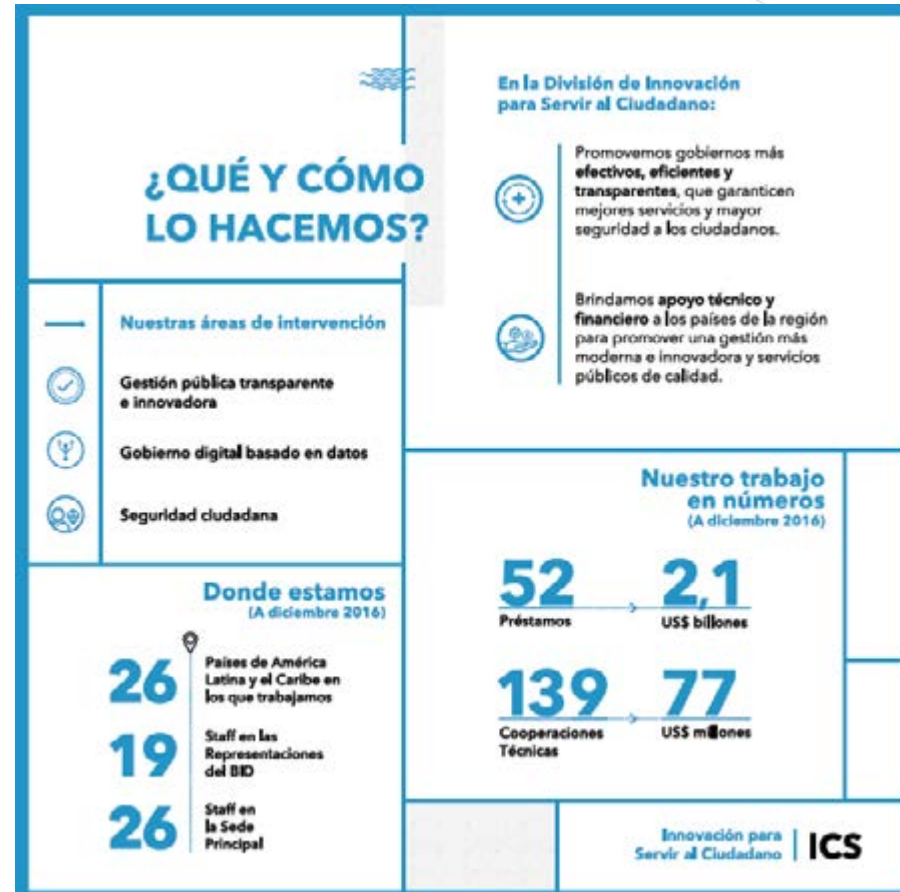 ¿QUÉ Y CÓMO
LO HACEMOS?
En la División de Innovación
para Servir al Ciudadano:
Promovemos gobiernos más
efectivos, eficientes y
transparentes, que garanticen
mejores servicios y mayor
seguridad a los ciudadanos.
Brindamos apoyo técnico y
financiero a los países de la región
para promover una gestión más
moderna e innovadora y servicios
públicos de calidad.
Nuestras áreas de intervención
Gestión pública transparente
e innovadora
Gobierno digital basado en datos
Seguridad ciudadana
Donde estamos
(A diciembre 2016)
26
Países de América
Latina y el Caribe en
los que trabajamos
19
Staff en las
Representaciones
del BID
26
Staff en
la Sede
Principal
Nuestro trabajo
en números
(A diciembre 2016)
52 2,1
Préstamos US$ billones
139 77
Cooperaciones US$ millones
Técnicas
Innovación para
Servir al Ciudadano
ICS